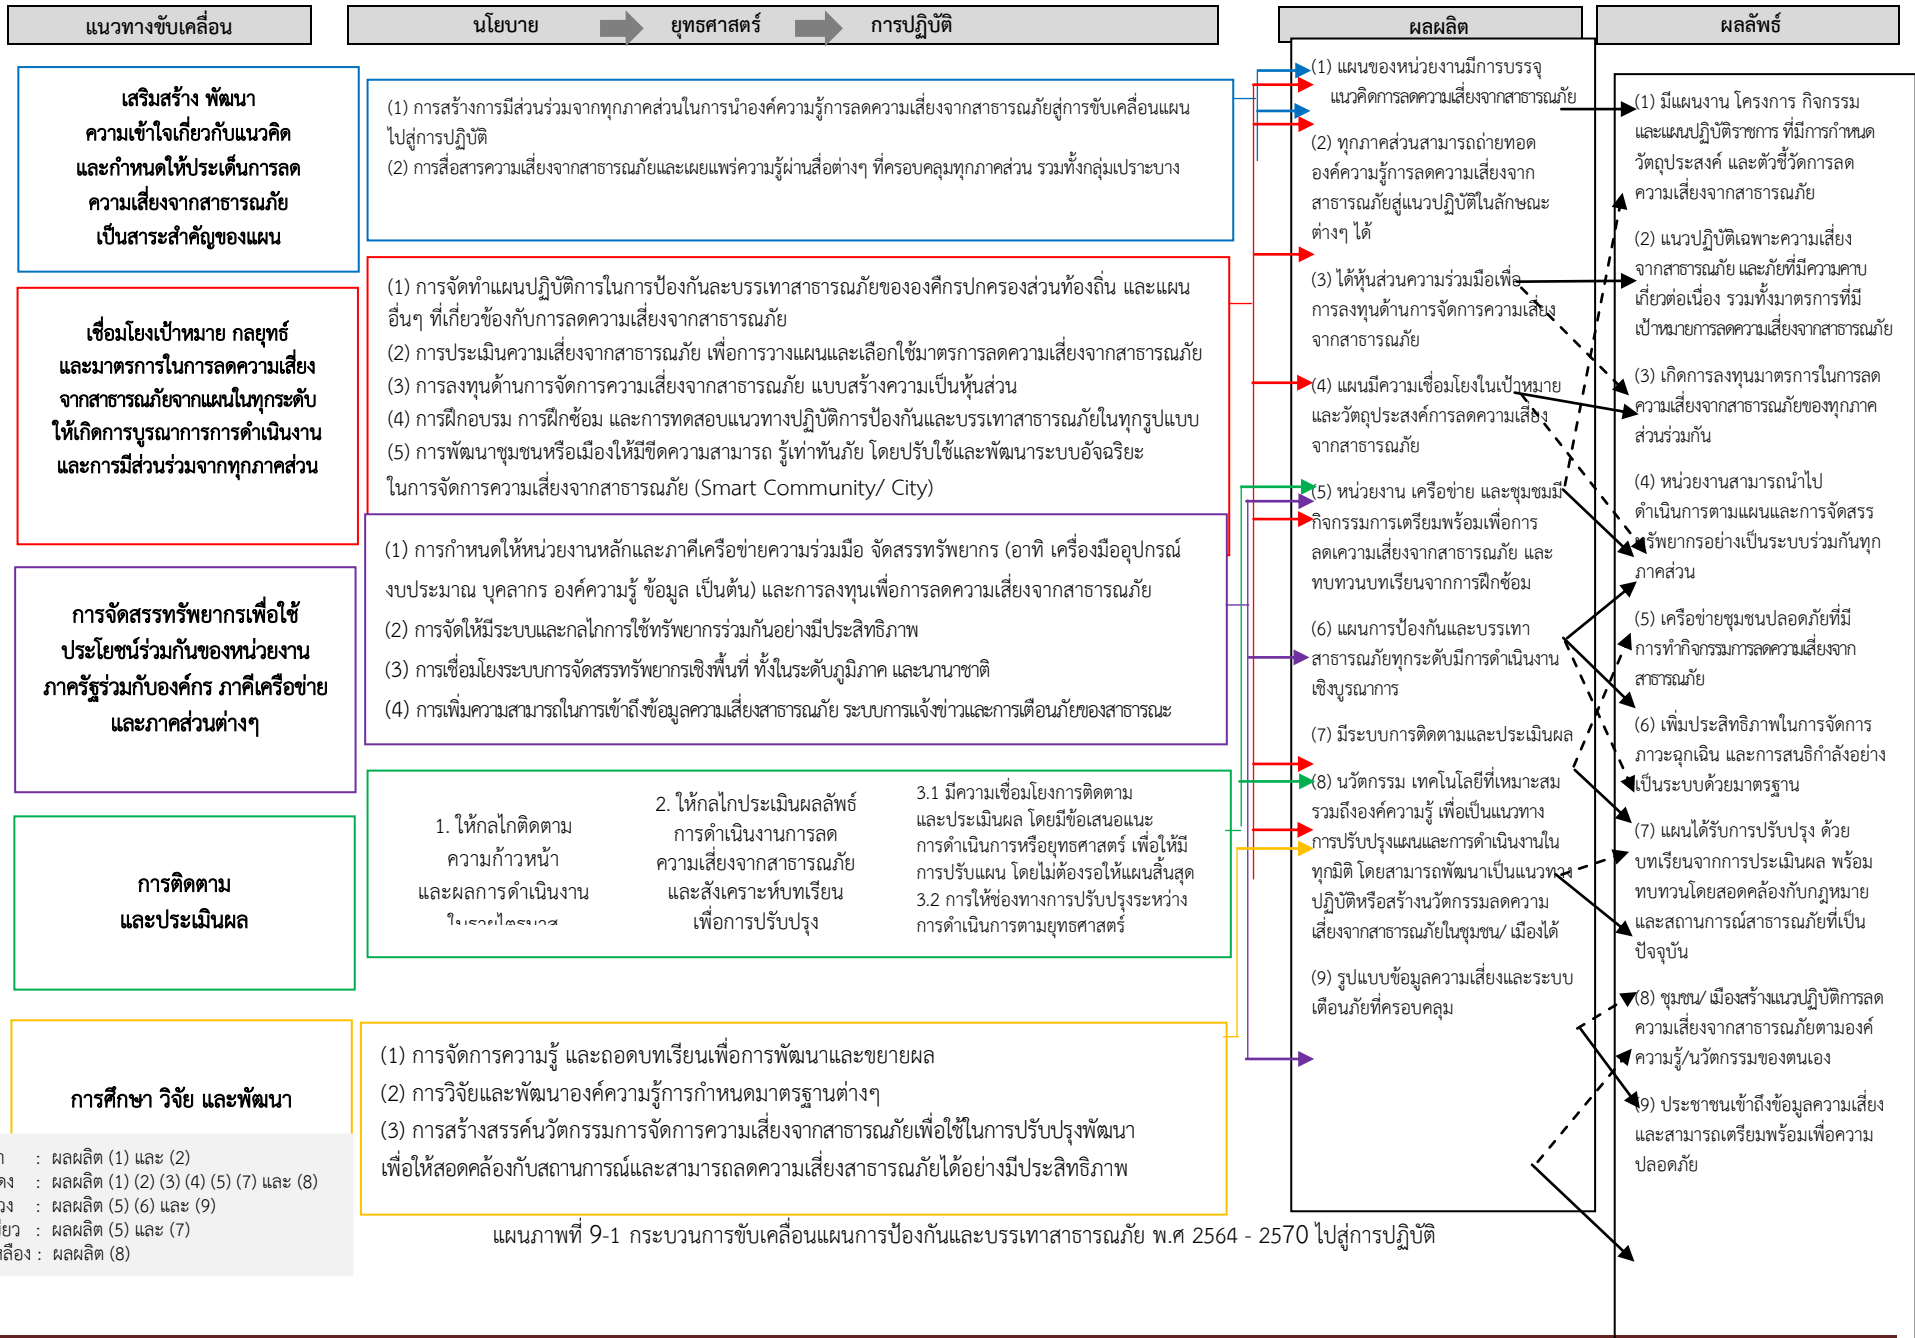 แนวทางขับเคลื่อน
นโยบาย
ยุทธศาสตร์
การปฏิบัติ
ผลผลิต
ผลลัพธ์
เสริมสร้าง พัฒนา
ความเข้าใจเกี่ยวกับแนวคิด
และกำหนดให้ประเด็นการลด
ความเสี่ยงจากสาธารณภัย
เป็นสาระสำคัญของแผน
(1) การสร้างการมีส่วนร่วมจากทุกภาคส่วนในการนำองค์ความรู้การลดความเสี่ยงจากสาธารณภัยสู่การขับเคลื่อนแผน
ไปสู่การปฏิบัติ
(2) การสื่อสารความเสี่ยงจากสาธารณภัยและเผยแพร่ความรู้ผ่านสื่อต่างๆ ที่ครอบคลุมทุกภาคส่วน รวมทั้งกลุ่มเปราะบาง
เชื่อมโยงเป้าหมาย กลยุทธ์
และมาตรการในการลดความเสี่ยง
จากสาธารณภัยจากแผนในทุกระดับ
ให้เกิดการบูรณาการการดำเนินงาน
และการมีส่วนร่วมจากทุกภาคส่วน
(1) การจัดทำแผนปฏิบัติการในการป้องกันละบรรเทาสาธารณภัยขององค์กรปกครองส่วนท้องถิ่น และแผน
อื่นๆ ที่เกี่ยวข้องกับการลดความเสี่ยงจากสาธารณภัย
(2) การประเมินความเสี่ยงจากสาธารณภัย เพื่อการวางแผนและเลือกใช้มาตรการลดความเสี่ยงจากสาธารณภัย
(3) การลงทุนด้านการจัดการความเสี่ยงจากสาธารณภัย แบบสร้างความเป็นหุ้นส่วน
(4) การฝึกอบรม การฝึกซ้อม และการทดสอบแนวทางปฏิบัติการป้องกันและบรรเทาสาธารณภัยในทุกรูปแบบ
(5) การพัฒนาชุมชนหรือเมืองให้มีขีดความสามารถ รู้เท่าทันภัย โดยปรับใช้และพัฒนาระบบอัจฉริยะ
ในการจัดการความเสี่ยงจากสาธารณภัย (Smart Community/ City)
การจัดสรรทรัพยากรเพื่อใช้
ประโยชน์ร่วมกันของหน่วยงาน
ภาครัฐร่วมกับองค์กร ภาคีเครือข่าย
และภาคส่วนต่างๆ
(1) การกำหนดให้หน่วยงานหลักและภาคีเครือข่ายความร่วมมือ จัดสรรทรัพยากร (อาทิ เครื่องมืออุปกรณ์
งบประมาณ บุคลากร องค์ความรู้ ข้อมูล เป็นต้น) และการลงทุนเพื่อการลดความเสี่ยงจากสาธารณภัย
(2) การจัดให้มีระบบและกลไกการใช้ทรัพยากรร่วมกันอย่างมีประสิทธิภาพ
(3) การเชื่อมโยงระบบการจัดสรรทรัพยากรเชิงพื้นที่ ทั้งในระดับภูมิภาค และนานาชาติ
(4) การเพิ่มความสามารถในการเข้าถึงข้อมูลความเสี่ยงสาธารณภัย ระบบการแจ้งข่าวและการเตือนภัยของสาธารณะ
การติดตาม
และประเมินผล
1. ให้กลไกติดตาม
ความก้าวหน้า
และผลการดำเนินงาน
ในรายไตรมาส
2. ให้กลไกประเมินผลลัพธ์
การดำเนินงานการลด
ความเสี่ยงจากสาธารณภัย
และสังเคราะห์บทเรียน
เพื่อการปรับปรุง
3.1 มีความเชื่อมโยงการติดตาม
และประเมินผล โดยมีข้อเสนอแนะ
การดำเนินการหรือยุทธศาสตร์ เพื่อให้มี
การปรับแผน โดยไม่ต้องรอให้แผนสิ้นสุด
3.2 การให้ช่องทางการปรับปรุงระหว่าง
การดำเนินการตามยุทธศาสตร์
การศึกษา วิจัย และพัฒนา
(1) การจัดการความรู้ และถอดบทเรียนเพื่อการพัฒนาและขยายผล
(2) การวิจัยและพัฒนาองค์ความรู้การกำหนดมาตรฐานต่างๆ
(3) การสร้างสรรค์นวัตกรรมการจัดการความเสี่ยงจากสาธารณภัยเพื่อใช้ในการปรับปรุงพัฒนา
เพื่อให้สอดคล้องกับสถานการณ์และสามารถลดความเสี่ยงสาธารณภัยได้อย่างมีประสิทธิภาพ
: ผลผลิต (1) และ (2)
: ผลผลิต (1) (2) (3) (4) (5) (7) และ (8)
: ผลผลิต (5) (6) และ (9)
: ผลผลิต (5) และ (7)
: ผลผลิต (8)
(1) แผนของหน่วยงานมีการบรรจุ
แนวคิดการลดความเสี่ยงจากสาธารณภัย
(2) ทุกภาคส่วนสามารถถ่ายทอด
องค์ความรู้การลดความเสี่ยงจาก
สาธารณภัยสู่แนวปฏิบัติในลักษณะ
ต่างๆ ได้
(3) ได้หุ้นส่วนความร่วมมือเพื่อ
การลงทุนด้านการจัดการความเสี่ยง
จากสาธารณภัย
(4) แผนมีความเชื่อมโยงในเป้าหมาย
และวัตถุประสงค์การลดความเสี่ยง
จากสาธารณภัย
(5) หน่วยงาน เครือข่าย และชุมชนมี
กิจกรรมการเตรียมพร้อมเพื่อการ
ลดเความเสี่ยงจากสาธารณภัย และ
ทบทวนบทเรียนจากการฝึกซ้อม
(6) แผนการป้องกันและบรรเทา
สาธารณภัยทุกระดับมีการดำเนินงาน
เชิงบูรณาการ
(7) มีระบบการติดตามและประเมินผล
(8) นวัตกรรม เทคโนโลยีที่เหมาะสม
รวมถึงองค์ความรู้ เพื่อเป็นแนวทาง
การปรับปรุงแผนและการดำเนินงานใน
ทุกมิติ โดยสามารถพัฒนาเป็นแนวทาง
ปฏิบัติหรือสร้างนวัตกรรมลดความ
เสี่ยงจากสาธารณภัยในชุมชน/ เมืองได้
(9) รูปแบบข้อมูลความเสี่ยงและระบบ
เตือนภัยที่ครอบคลุม
(1) มีแผนงาน โครงการ กิจกรรม
และแผนปฏิบัติราชการ ที่มีการกำหนด
วัตถุประสงค์ และตัวชี้วัดการลด
ความเสี่ยงจากสาธารณภัย
(2) แนวปฏิบัติเฉพาะความเสี่ยง
จากสาธารณภัย และภัยที่มีความคาบ
เกี่ยวต่อเนื่อง รวมทั้งมาตรการที่มี
เป้าหมายการลดความเสี่ยงจากสาธารณภัย
(3) เกิดการลงทุนมาตรการในการลด
ความเสี่ยงจากสาธารณภัยของทุกภาค
ส่วนร่วมกัน
(4) หน่วยงานสามารถนำไป
ดำเนินการตามแผนและการจัดสรร
ทรัพยากรอย่างเป็นระบบร่วมกันทุก
ภาคส่วน
(5) เครือข่ายชุมชนปลอดภัยที่มี
การทำกิจกรรมการลดความเสี่ยงจาก
สาธารณภัย
(6) เพิ่มประสิทธิภาพในการจัดการ
ภาวะฉุกเฉิน และการสนธิกำลังอย่าง
เป็นระบบด้วยมาตรฐาน
(7) แผนได้รับการปรับปรุง ด้วย
บทเรียนจากการประเมินผล พร้อม
ทบทวนโดยสอดคล้องกับกฎหมาย
และสถานการณ์สาธารณภัยที่เป็น
ปัจจุบัน
(8) ชุมชน/ เมืองสร้างแนวปฏิบัติการลด
ความเสี่ยงจากสาธารณภัยตามองค์
ความรู้/นวัตกรรมของตนเอง
(9) ประชาชนเข้าถึงข้อมูลความเสี่ยง
และสามารถเตรียมพร้อมเพื่อความ
ปลอดภัย
แผนภาพที่ 9-1 กระบวนการขับเคลื่อนแผนการป้องกันและบรรเทาสาธารณภัย พ.ศ 2564 - 2570 ไปสู่การปฏิบัติ